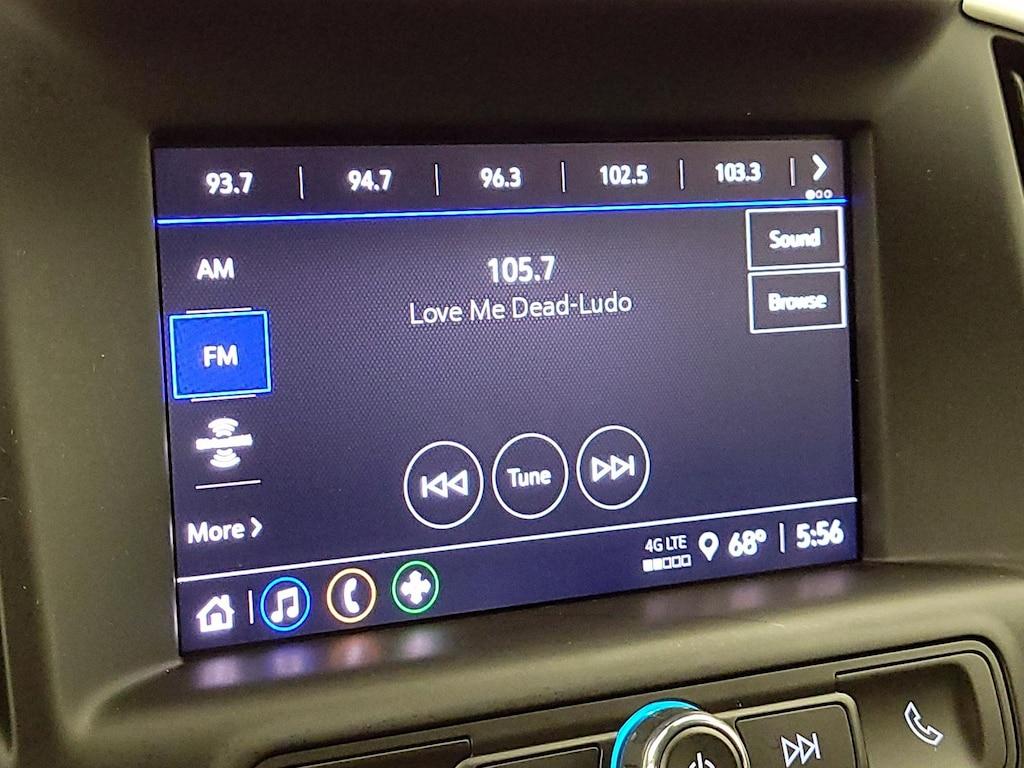 93.7 94.7 96.3 102.5 103.3
Sound
AM
105.7
Love Me Dead-Ludo
Browse
FM
Tune
More
4G LTE 68° 5:56